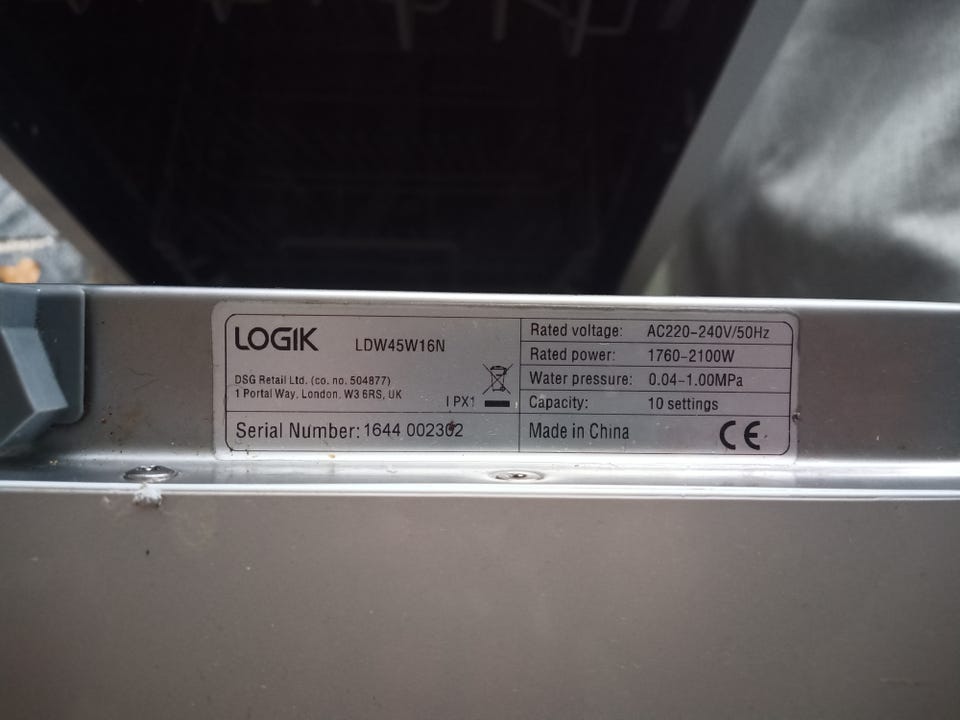 LOGIK LDW45W16N
DSG Retail Ltd. (co. no. 504877)
1 Portal Way, London, W3 6RS, UK
IPX1
Serial Number: 1644 002302
Rated voltage: AC220-240V/50Hz
Rated power: 1760-2100W
Water pressure: 0.04-1.00MPa
Capacity: 10 settings
Made in China CE